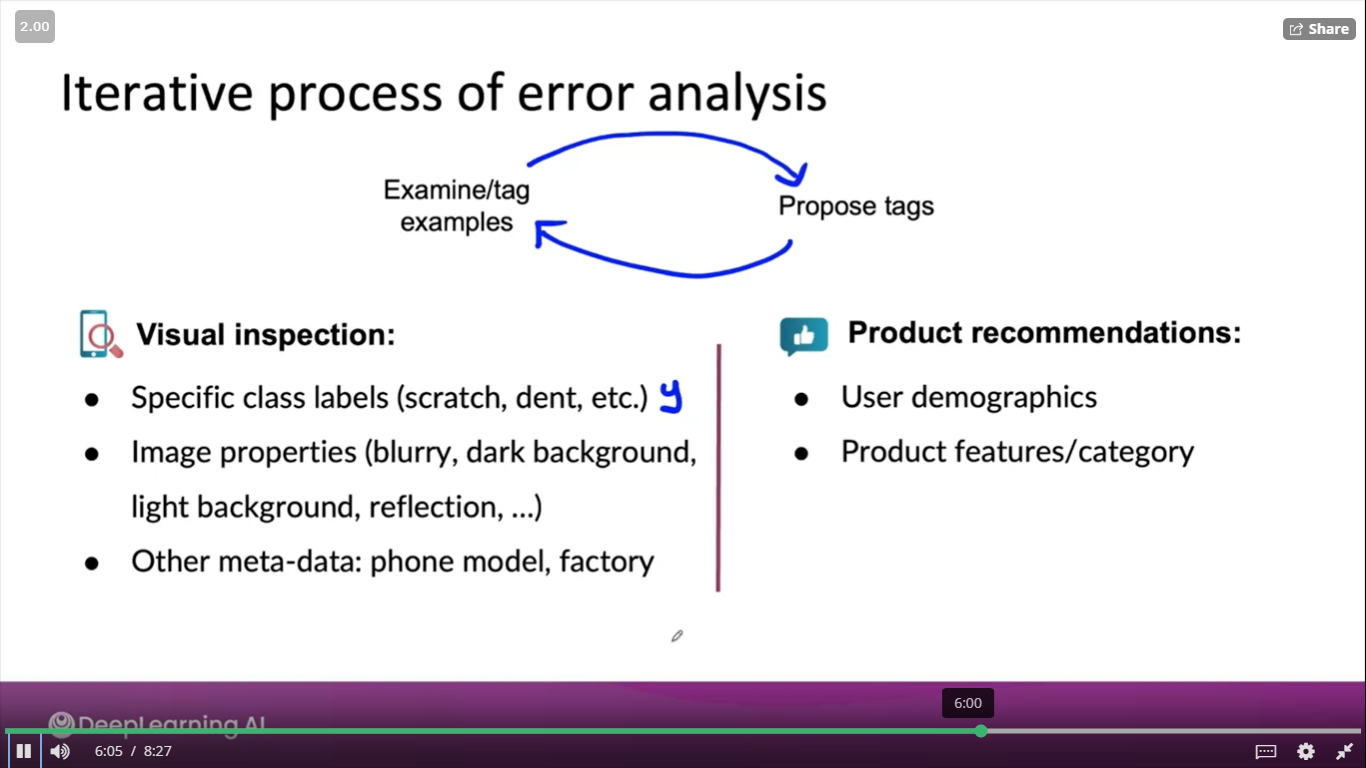 2.00
Share
Iterative process of error analysis
Examine/tag
examples
Propose tags
Visual inspection:
● Specific class labels (scratch, dent, etc.) y
● Image properties (blurry, dark background,
light background, reflection, ...)
● Other meta-data: phone model, factory
Product recommendations:
● User demographics
● Product features/category
6:00
DeepLearning.AI
6:05 / 8:27